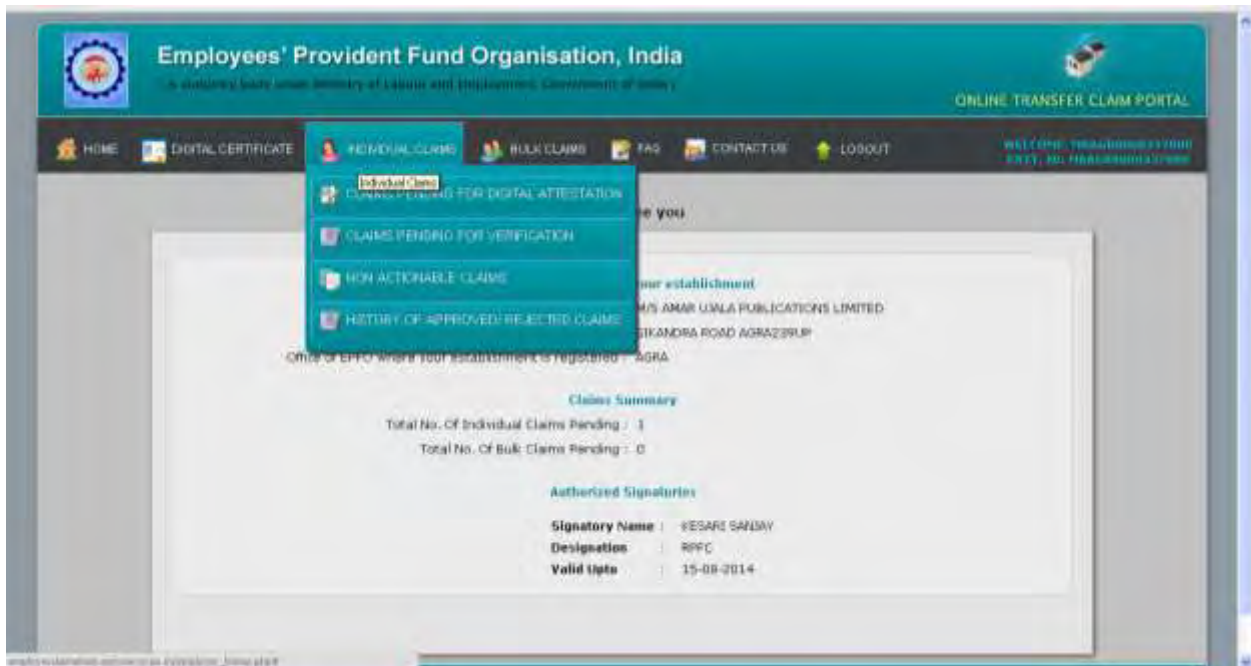 Employees' Provident Fund Organisation, India
ONLINE TRANSFER CLAIM PORTAL
HOME DIGITAL CERTIFICATE INDIVIDUAL CLAIMS BULK CLAIMS FAQ CONTACT US LOGOUT
Individual Claims
CLAIMS PENDING FOR DIGITAL ATTESTATION
you
CLAIMS PENDING FOR VERIFICATION
NON ACTIONABLE CLAIMS
establishment
M/S AMAR UJALA PUBLICATIONS LIMITED
HISTORY OF APPROVED/ REJECTED CLAIMS
SIKANDRA ROAD AGRA
Office of EPFO where your establishment is registered : AGRA
Claims Summary
Total No. Of Individual Claims Pending : 1
Total No. Of Bulk Claims Pending : 0
Authorized Signatories
Signatory Name : KESARI SANJAY
Designation : RPFC
Valid Upto : 15-08-2014